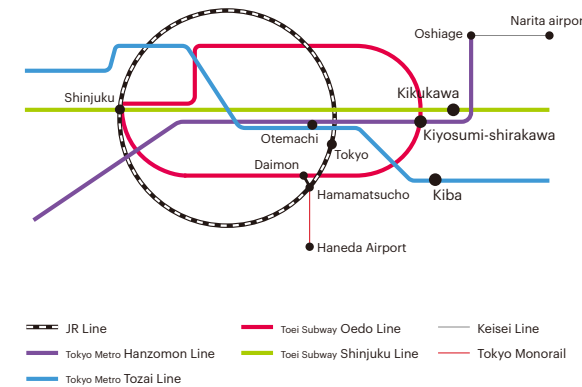 Narita airport
Oshiage
Shinjuku
Kikukawa
Otemachi
Kiyosumi-shirakawa
Tokyo
Daimon
Hamamatsucho
Kiba
Haneda Airport
JR Line
Toei Subway Oedo Line
Keisei Line
Tokyo Metro Hanzomon Line
Toei Subway Shinjuku Line
Tokyo Monorail
Tokyo Metro Tozai Line